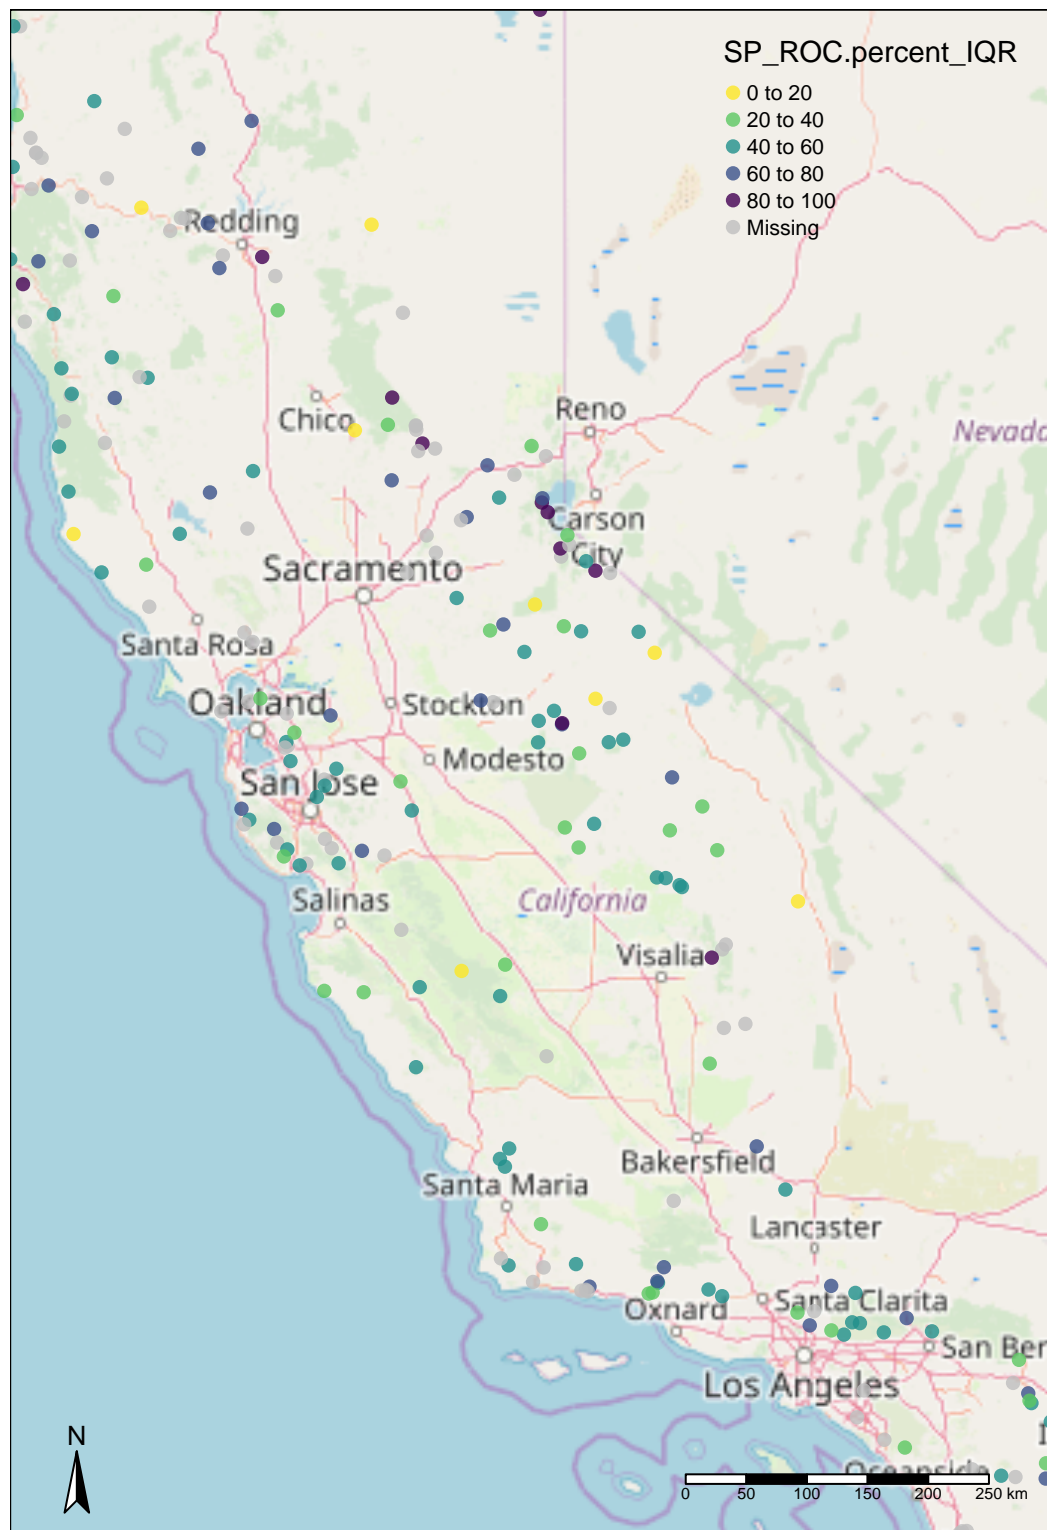 SP_ROC.percent_IQR
0 to 20
20 to 40
40 to 60
60 to 80
80 to 100
Missing
Redding
Chico
Reno
Nevada
Carson
City
Sacramento
Santa Rosa
Oakland
Stockton
Modesto
San Jose
Salinas
California
Visalia
Bakersfield
Santa Maria
Lancaster
Santa Clarita
Oxnard
San Ber
Los Angeles
Oceanside
N
0 50 100 150 200 250 km